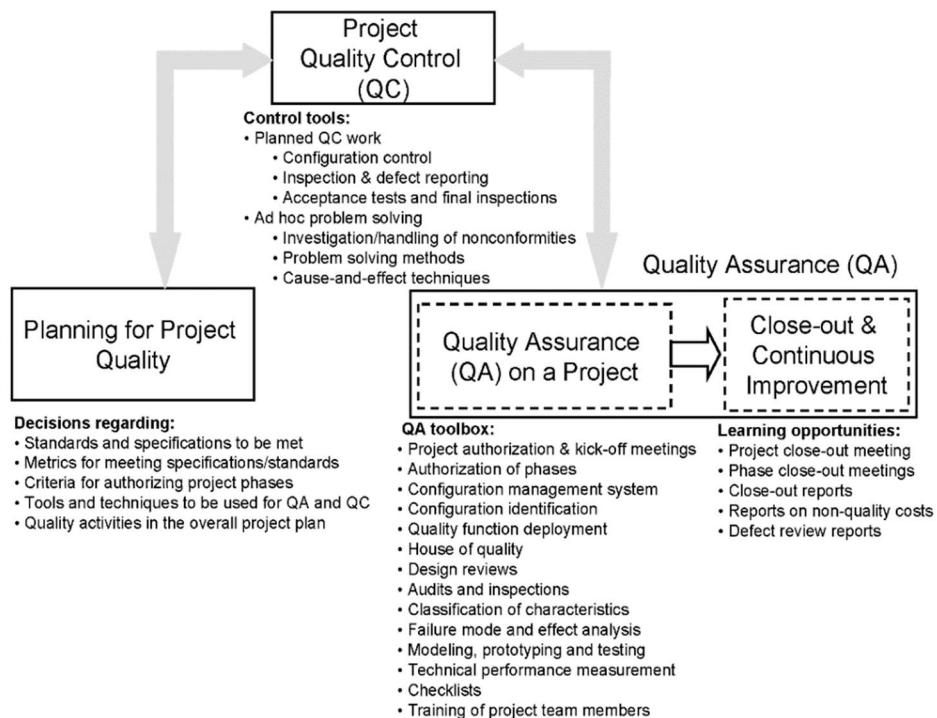 Project
Quality Control
(QC)
Control tools:
• Planned QC work
• Configuration control
• Inspection & defect reporting
• Acceptance tests and final inspections
• Ad hoc problem solving
• Investigation/handling of nonconformities
• Problem solving methods
• Cause-and-effect techniques
Planning for Project
Quality
Decisions regarding:
• Standards and specifications to be met
• Metrics for meeting specifications/standards
• Criteria for authorizing project phases
• Tools and techniques to be used for QA and QC
• Quality activities in the overall project plan
Quality Assurance (QA)
Quality Assurance
(QA) on a Project
QA toolbox:
• Project authorization & kick-off meetings
• Authorization of phases
• Configuration management system
• Configuration identification
• Quality function deployment
• House of quality
• Design reviews
• Audits and inspections
• Classification of characteristics
• Failure mode and effect analysis
• Modeling, prototyping and testing
• Technical performance measurement
• Checklists
• Training of project team members
Close-out &
Continuous
Improvement
Learning opportunities:
• Project close-out meeting
• Phase close-out meetings
• Close-out reports
• Reports on non-quality costs
• Defect review reports